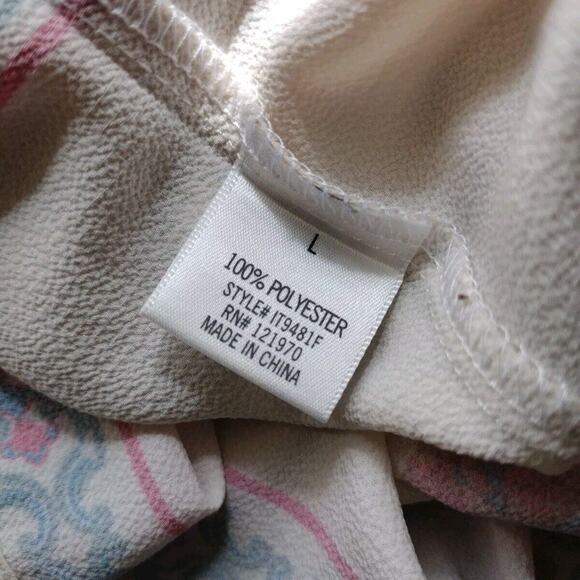 L
100% POLYESTER
STYLE# IT9481F
RN# 121970
MADE IN CHINA